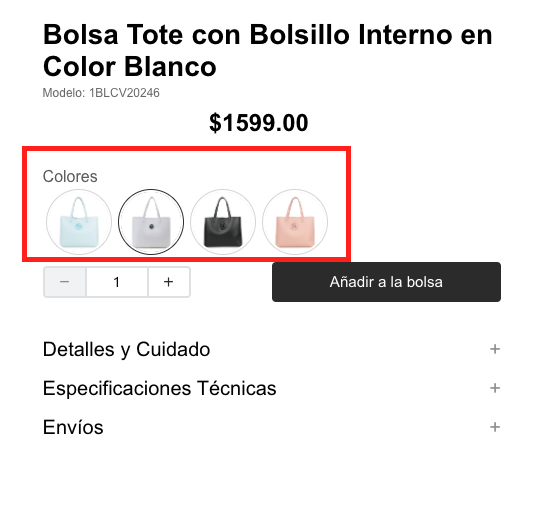 Bolsa Tote con Bolsillo Interno en
Color Blanco
Modelo: 1BLCV20246
$1599.00
Colores
− 1 +
Añadir a la bolsa
Detalles y Cuidado +
Especificaciones Técnicas +
Envíos +